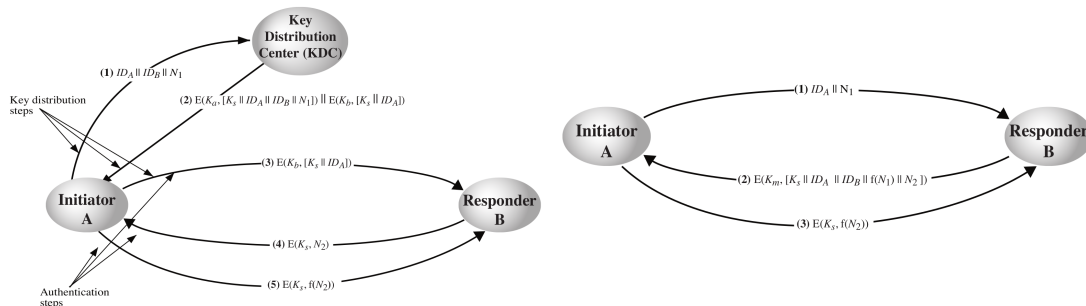 Key
Distribution
Center (KDC)
(1) ID_A || ID_B || N_1
Key distribution
steps
(2) E(K_a, [K_s || ID_A || ID_B || N_1]) || E(K_b, [K_s || ID_A])
(3) E(K_b, [K_s || ID_A])
Initiator
A
Responder
B
(4) E(K_s, N_2)
(5) E(K_s, f(N_2))
Authentication
steps
(1) ID_A || N_1
Initiator
A
Responder
B
(2) E(K_m, [K_s || ID_A || ID_B || f(N_1) || N_2 ])
(3) E(K_s, f(N_2))